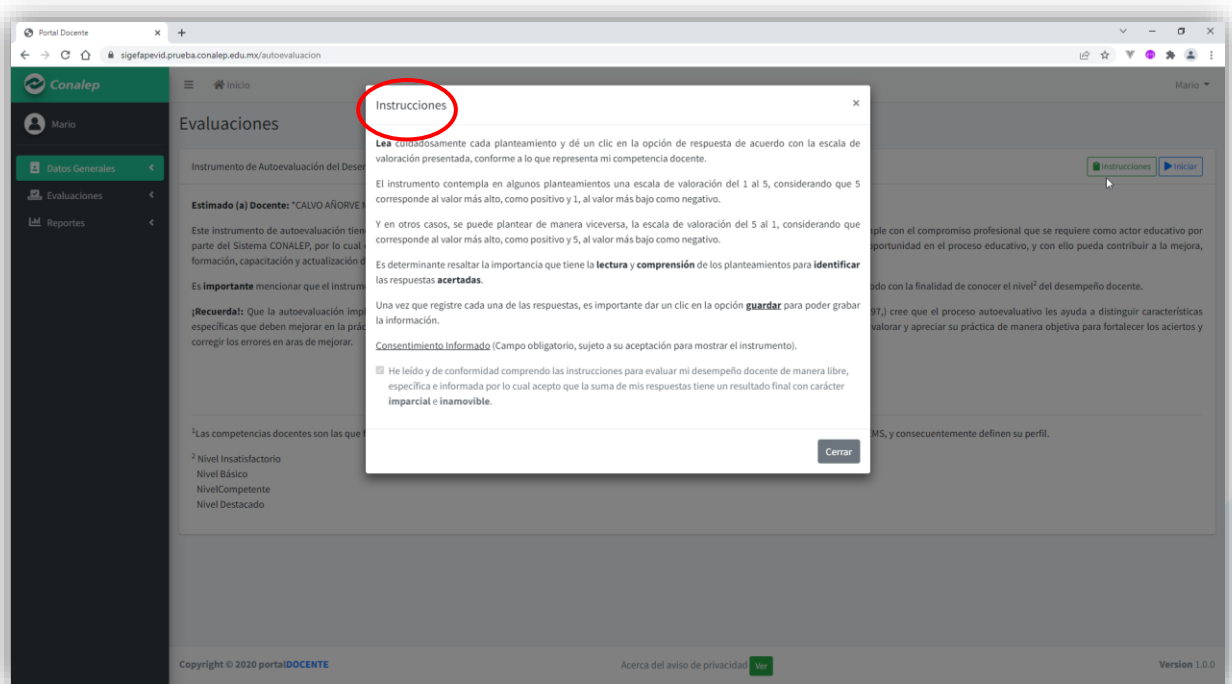 Portal Docente
sigefapevid.prueba.conalep.edu.mx/autoevaluacion
Conalep
Inicio
Mario
Mario
Datos Generales
Evaluaciones
Reportes
Evaluaciones
Instrumento de Autoevaluación del Deser
Instrucciones
Iniciar
Estimado (a) Docente: "CALVO AÑORVE
Este instrumento de autoevaluación tien
parte del Sistema CONALEP, por lo cual
formación, capacitación y actualización d
Es importante mencionar que el instrum
¡Recuerda!: Que la autoevaluación impl
específicas que deben mejorar en la prác
corregir los errores en aras de mejorar.
Instrucciones
Lea cuidadosamente cada planteamiento y dé un clic en la opción de respuesta de acuerdo con la escala de
valoración presentada, conforme a lo que representa mi competencia docente.
El instrumento contempla en algunos planteamientos una escala de valoración del 1 al 5, considerando que 5
corresponde al valor más alto, como positivo y 1, al valor más bajo como negativo.
Y en otros casos, se puede plantear de manera viceversa, la escala de valoración del 5 al 1, considerando que
corresponde al valor más alto, como positivo y 5, al valor más bajo como negativo.
Es determinante resaltar la importancia que tiene la lectura y comprensión de los planteamientos para identificar
las respuestas acertadas.
Una vez que registre cada una de las respuestas, es importante dar un clic en la opción guardar para poder grabar
la información.
Consentimiento Informado (Campo obligatorio, sujeto a su aceptación para mostrar el instrumento).
He leído y de conformidad comprendo las instrucciones para evaluar mi desempeño docente de manera libre,
específica e informada por lo cual acepto que la suma de mis respuestas tiene un resultado final con carácter
imparcial e inamovible.
Cerrar
ple con el compromiso profesional que se requiere como actor educativo por
oportunidad en el proceso educativo, y con ello pueda contribuir a la mejora,
odo con la finalidad de conocer el nivel² del desempeño docente.
97,) cree que el proceso autoevaluativo les ayuda a distinguir características
valorar y apreciar su práctica de manera objetiva para fortalecer los aciertos y
¹Las competencias docentes son las que
EMS, y consecuentemente definen su perfil.
² Nivel Insatisfactorio
Nivel Básico
NivelCompetente
Nivel Destacado
Copyright © 2020 portalDOCENTE
Acerca del aviso de privacidad Ver
Version 1.0.0